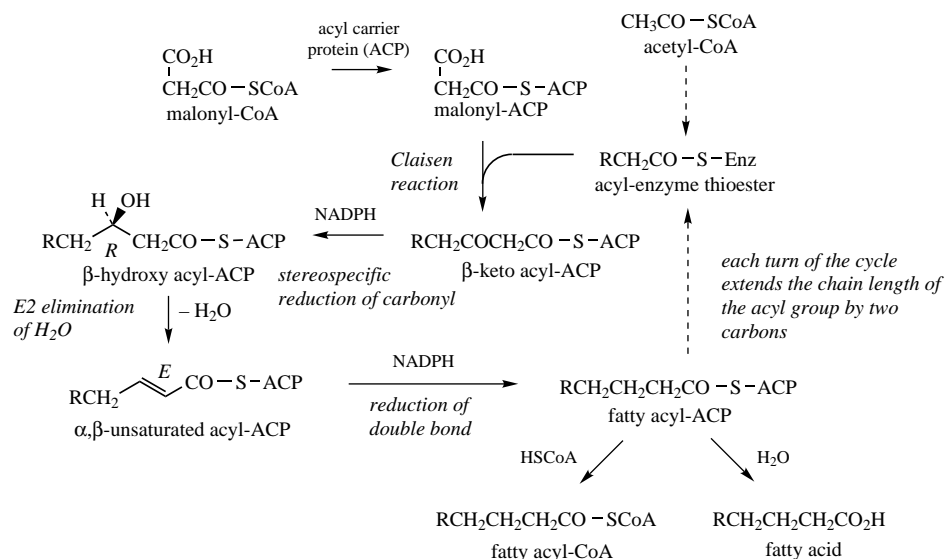 acyl carrier
protein (ACP)
CO₂H
CH₂CO – SCoA
malonyl-CoA
CO₂H
CH₂CO – S – ACP
malonyl-ACP
CH₃CO – SCoA
acetyl-CoA
Claisen
reaction
RCH₂CO – S – Enz
acyl-enzyme thioester
H OH
RCH₂ R CH₂CO – S – ACP
β-hydroxy acyl-ACP
NADPH
stereospecific
reduction of carbonyl
RCH₂COCH₂CO – S – ACP
β-keto acyl-ACP
each turn of the cycle
extends the chain length of
the acyl group by two
carbons
E2 elimination
of H₂O
– H₂O
E
RCH₂ CO – S – ACP
α,β-unsaturated acyl-ACP
NADPH
reduction of
double bond
RCH₂CH₂CH₂CO – S – ACP
fatty acyl-ACP
HSCoA
H₂O
RCH₂CH₂CH₂CO – SCoA
fatty acyl-CoA
RCH₂CH₂CH₂CO₂H
fatty acid